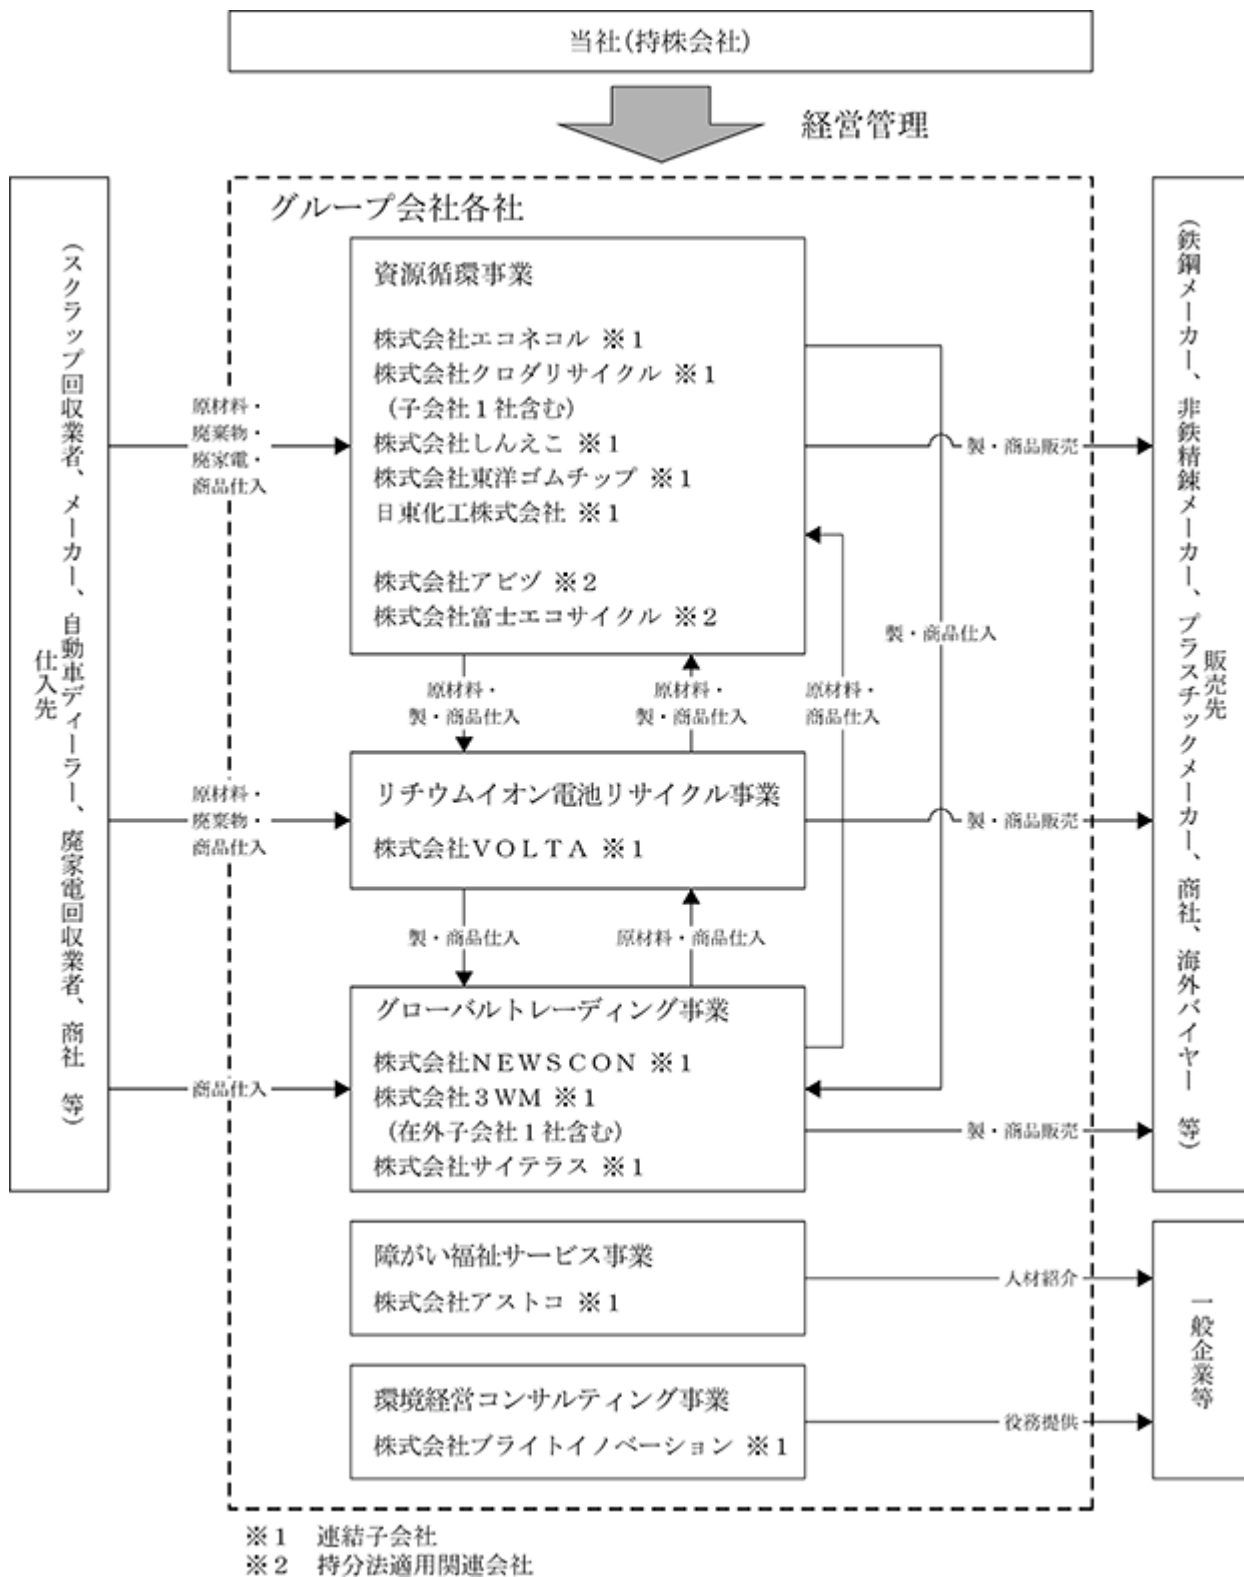 当社(持株会社)
経営管理
グループ会社各社
仕入先
(スクラップ回収業者、メーカー、自動車ディーラー、廃家電回収業者、商社 等)
原材料・
廃棄物・
廃家電・
商品仕入
資源循環事業
株式会社エコネコル ※1
株式会社クロダリサイクル ※1
(子会社1社含む)
株式会社しんえこ ※1
株式会社東洋ゴムチップ ※1
日東化工株式会社 ※1
株式会社アビヅ ※2
株式会社富士エコサイクル ※2
製・商品販売
製・商品仕入
原材料・
製・商品仕入
原材料・
製・商品仕入
原材料・
商品仕入
販売先
(鉄鋼メーカー、非鉄精錬メーカー、プラスチックメーカー、商社、海外バイヤー 等)
原材料・
廃棄物・
商品仕入
リチウムイオン電池リサイクル事業
株式会社VOLTA ※1
製・商品販売
製・商品仕入
原材料・商品仕入
商品仕入
グローバルトレーディング事業
株式会社NEWSCON ※1
株式会社3WM ※1
(在外子会社1社含む)
株式会社サイテラス ※1
製・商品販売
障がい福祉サービス事業
株式会社アストコ ※1
人材紹介
環境経営コンサルティング事業
株式会社ブライトイノベーション ※1
役務提供
一般企業等
※1 連結子会社
※2 持分法適用関連会社